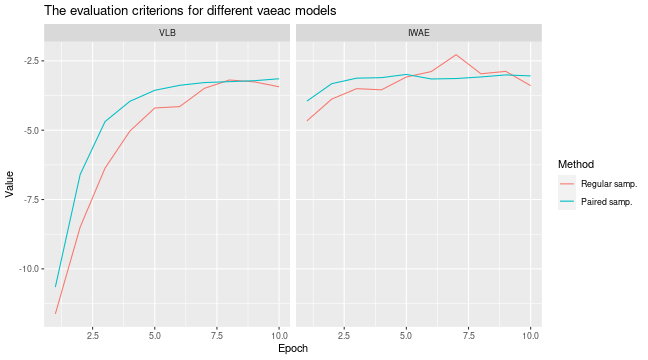 The evaluation criterions for different vaeac models
VLB
IWAE
Value
-2.5
-5.0
-7.5
-10.0
2.5
5.0
7.5
10.0
2.5
5.0
7.5
10.0
Epoch
Method
Regular samp.
Paired samp.